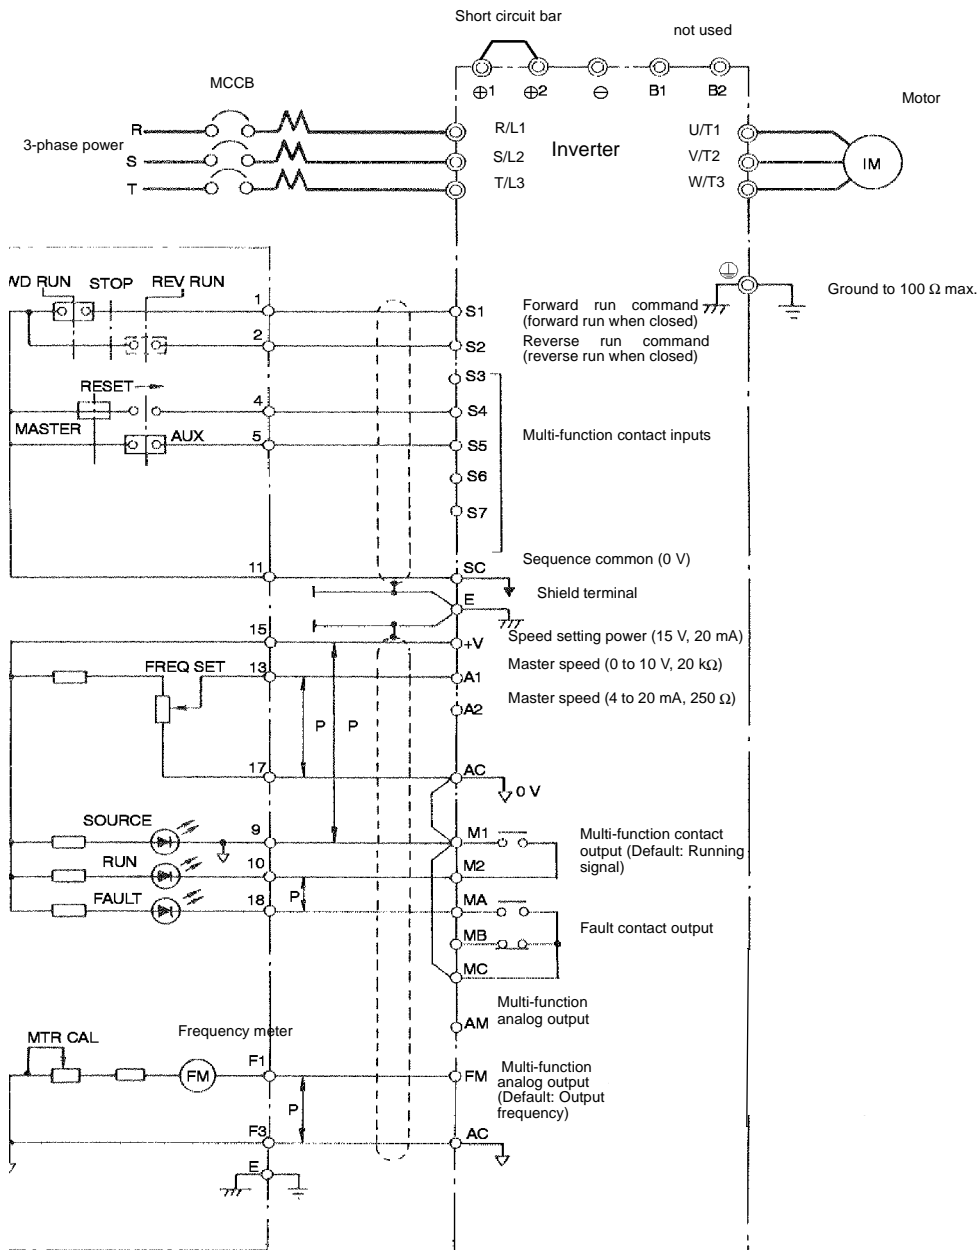 Short circuit bar
not used
MCCB
⊕1 ⊕2 ⊖ B1 B2
Motor
R
R/L1
U/T1
3-phase power
Inverter
S
S/L2
V/T2
IM
T
T/L3
W/T3
WD RUN STOP REV RUN
Ground to 100 Ω max.
1
S1
Forward run command
(forward run when closed)
2
S2
Reverse run command
(reverse run when closed)
S3
RESET
4
S4
MASTER
AUX
5
S5
Multi-function contact inputs
S6
S7
11
SC
Sequence common (0 V)
E
Shield terminal
15
+V
Speed setting power (15 V, 20 mA)
FREQ SET
13
A1
Master speed (0 to 10 V, 20 kΩ)
A2
Master speed (4 to 20 mA, 250 Ω)
P P
17
AC
0 V
SOURCE
9
M1
Multi-function contact
output (Default: Running
signal)
RUN
10
M2
FAULT
18
P
MA
MB
Fault contact output
MC
Multi-function
analog output
AM
MTR CAL
Frequency meter
FM
F1
FM
Multi-function
analog output
(Default: Output
frequency)
P
F3
AC
E